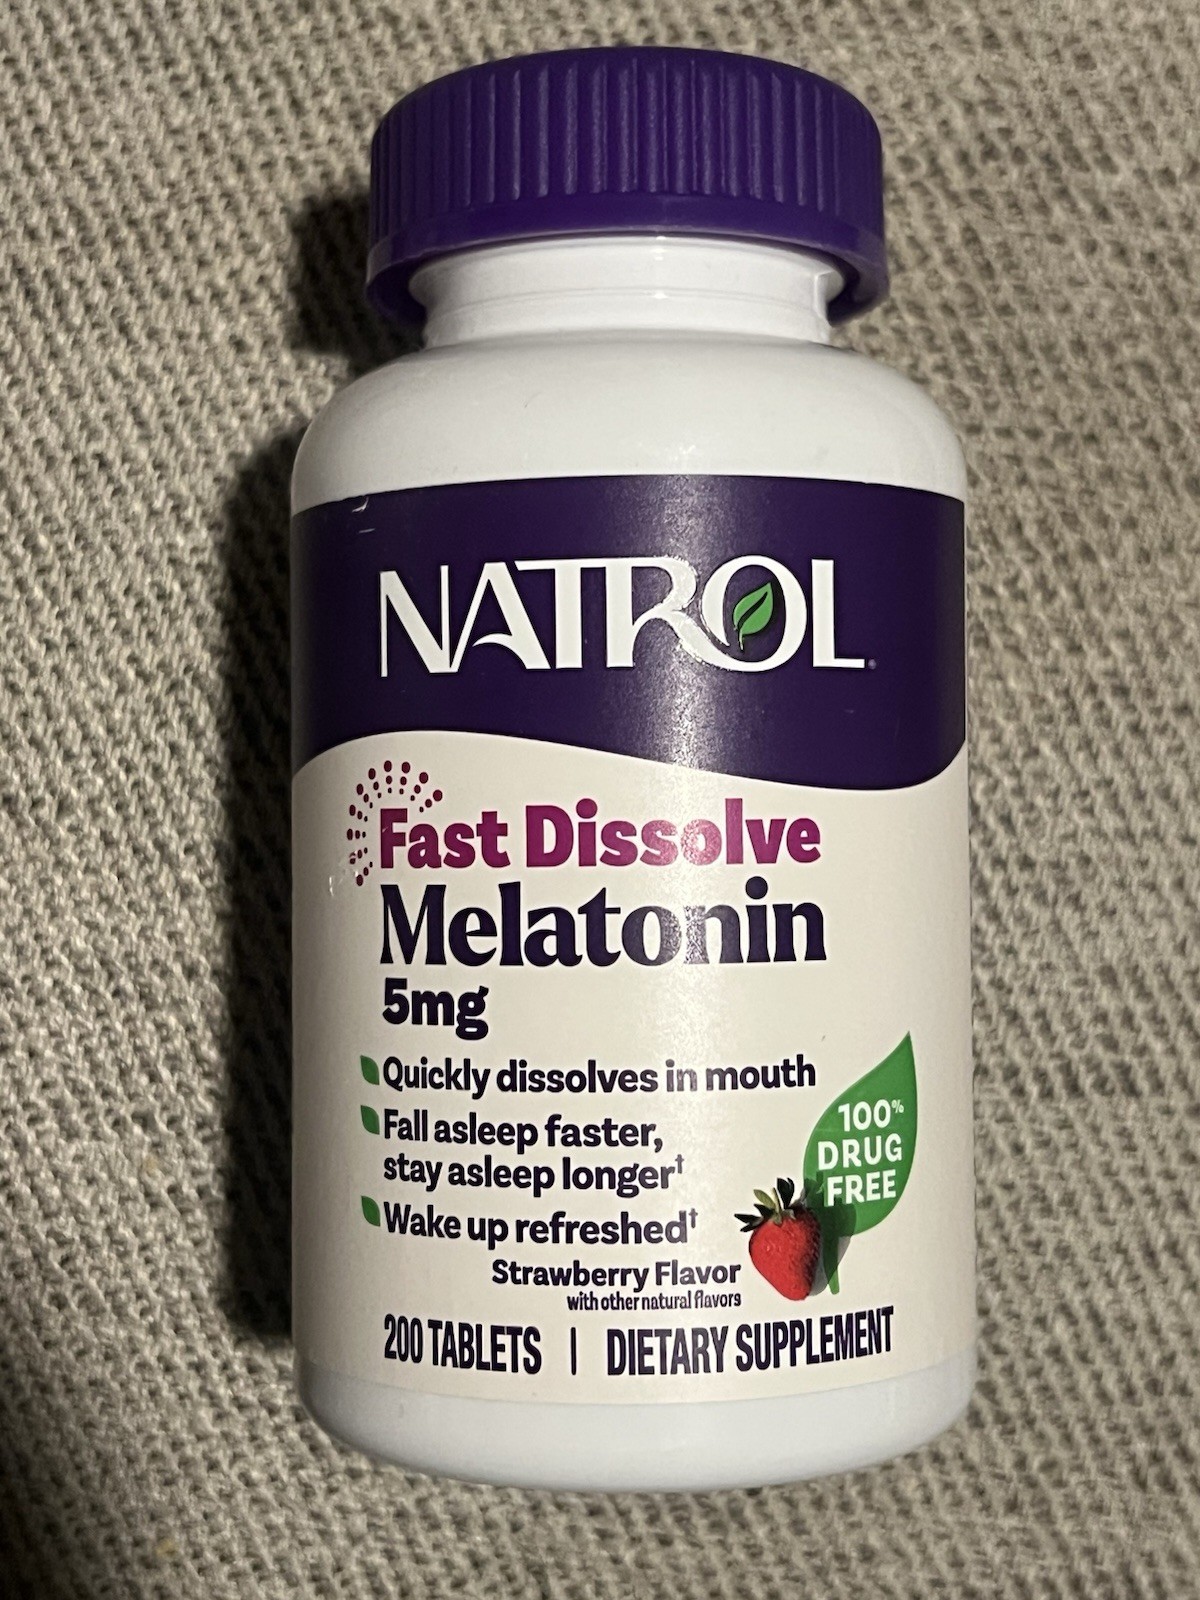 NATROL
Fast Dissolve
Melatonin
5mg
Quickly dissolves in mouth
Fall asleep faster,
stay asleep longer†
Wake up refreshed†
100%
DRUG
FREE
Strawberry Flavor
with other natural flavors
200 TABLETS | DIETARY SUPPLEMENT